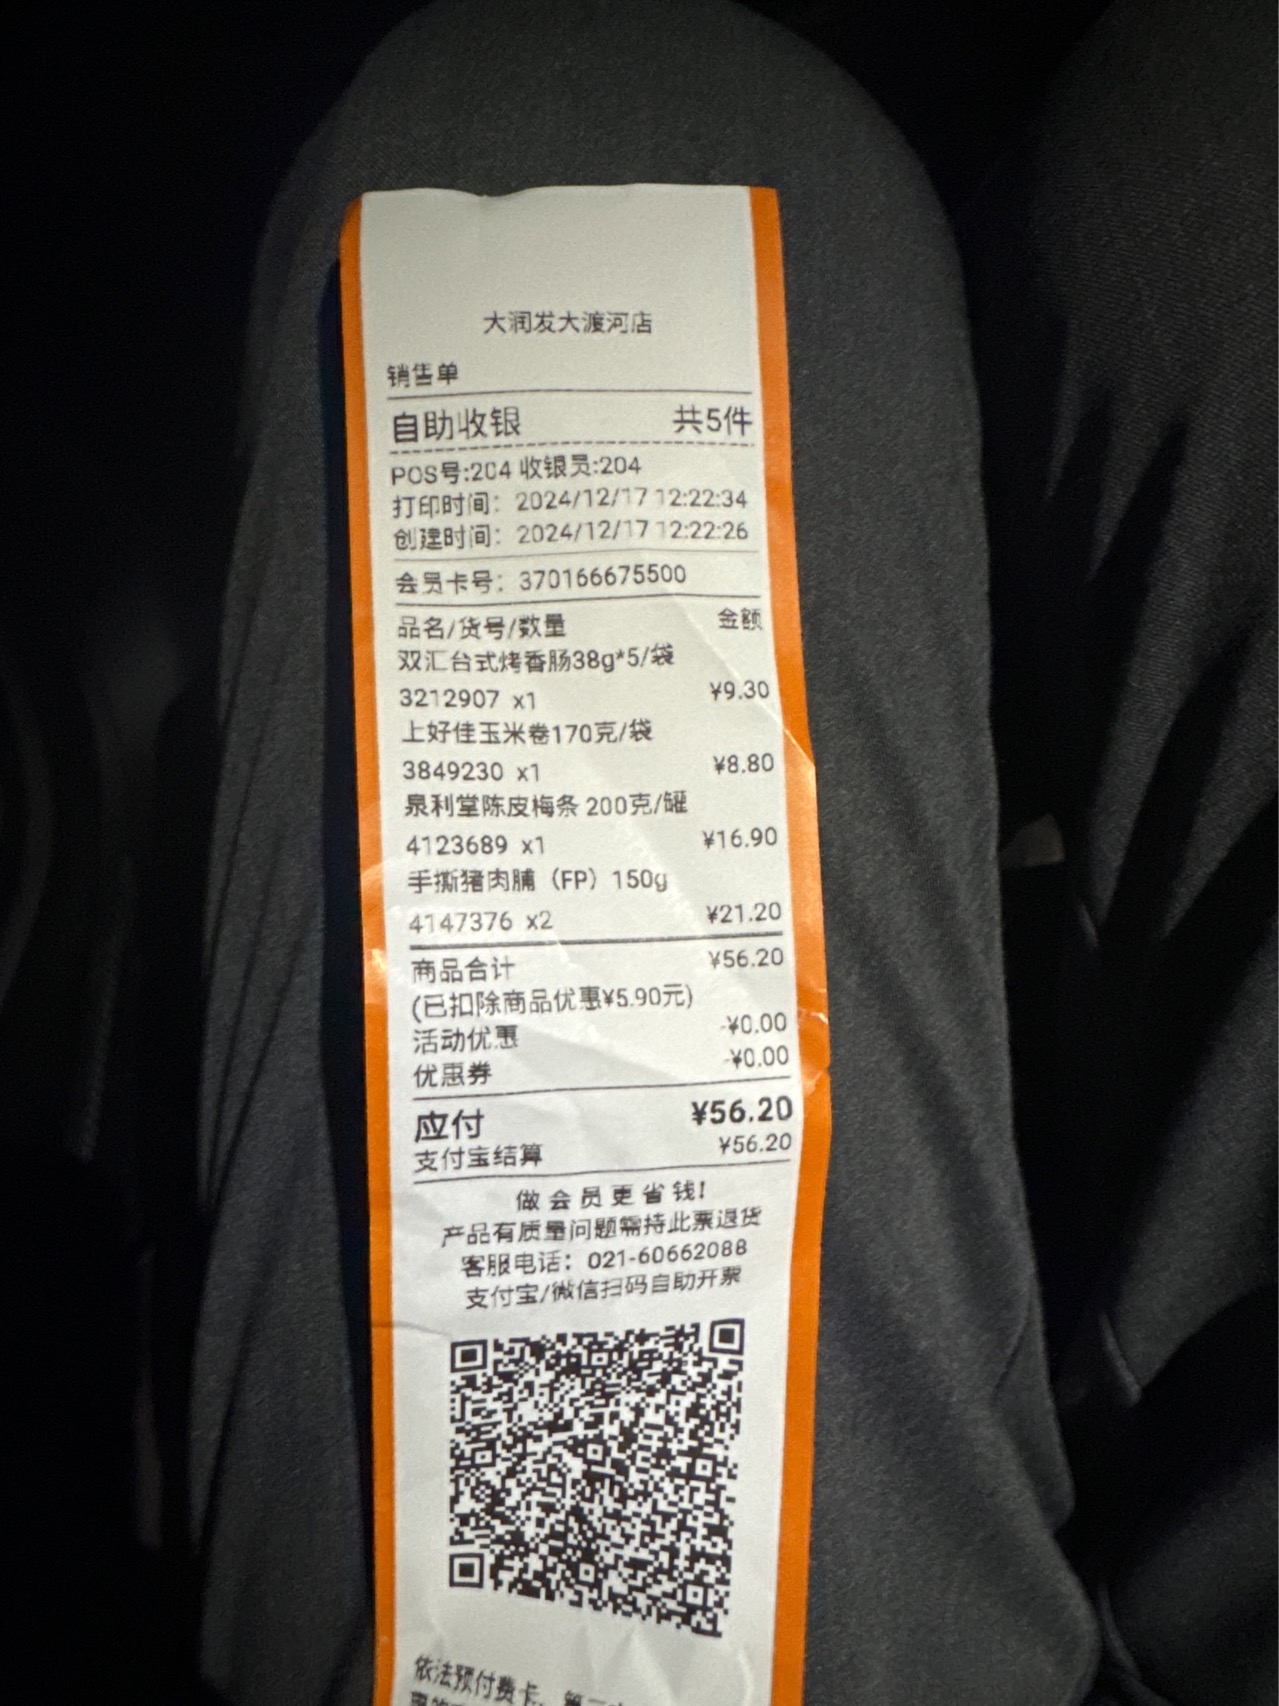 大润发大渡河店
销售单
自助收银 共5件
POS号:204 收银员:204
打印时间: 2024/12/17 12:22:34
创建时间: 2024/12/17 12:22:26
会员卡号: 370166675500
品名/货号/数量 金额
双汇台式烤香肠38g*5/袋
3212907 x1 ¥9.30
上好佳玉米卷170克/袋
3849230 x1 ¥8.80
泉利堂陈皮梅条 200克/罐
4123689 x1 ¥16.90
手撕猪肉脯（FP）150g
4147376 x2 ¥21.20
商品合计 ¥56.20
(已扣除商品优惠¥5.90元)
活动优惠 -¥0.00
优惠券 -¥0.00
应付 ¥56.20
支付宝结算 ¥56.20
做会员更省钱!
产品有质量问题需持此票退货
客服电话: 021-60662088
支付宝/微信扫码自助开票
依法预付费卡、第